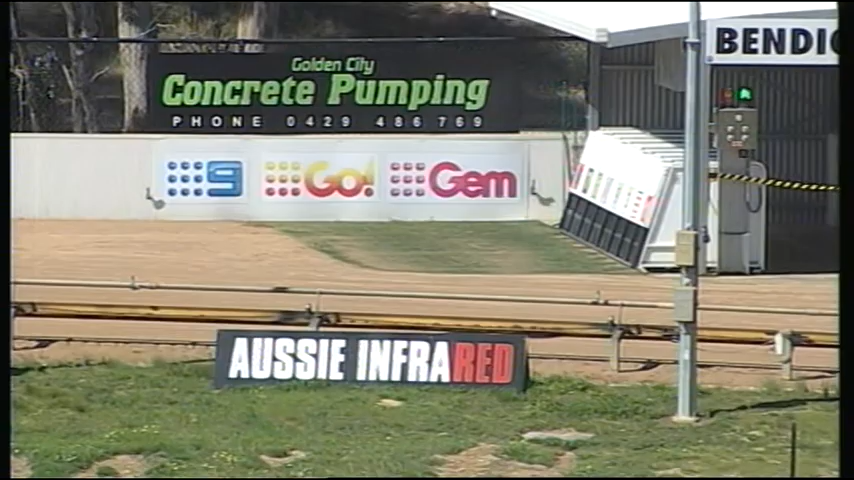 Golden City
Concrete Pumping
PHONE 0429 486 769
BENDIG
9 Go! Gem
AUSSIE INFRARED